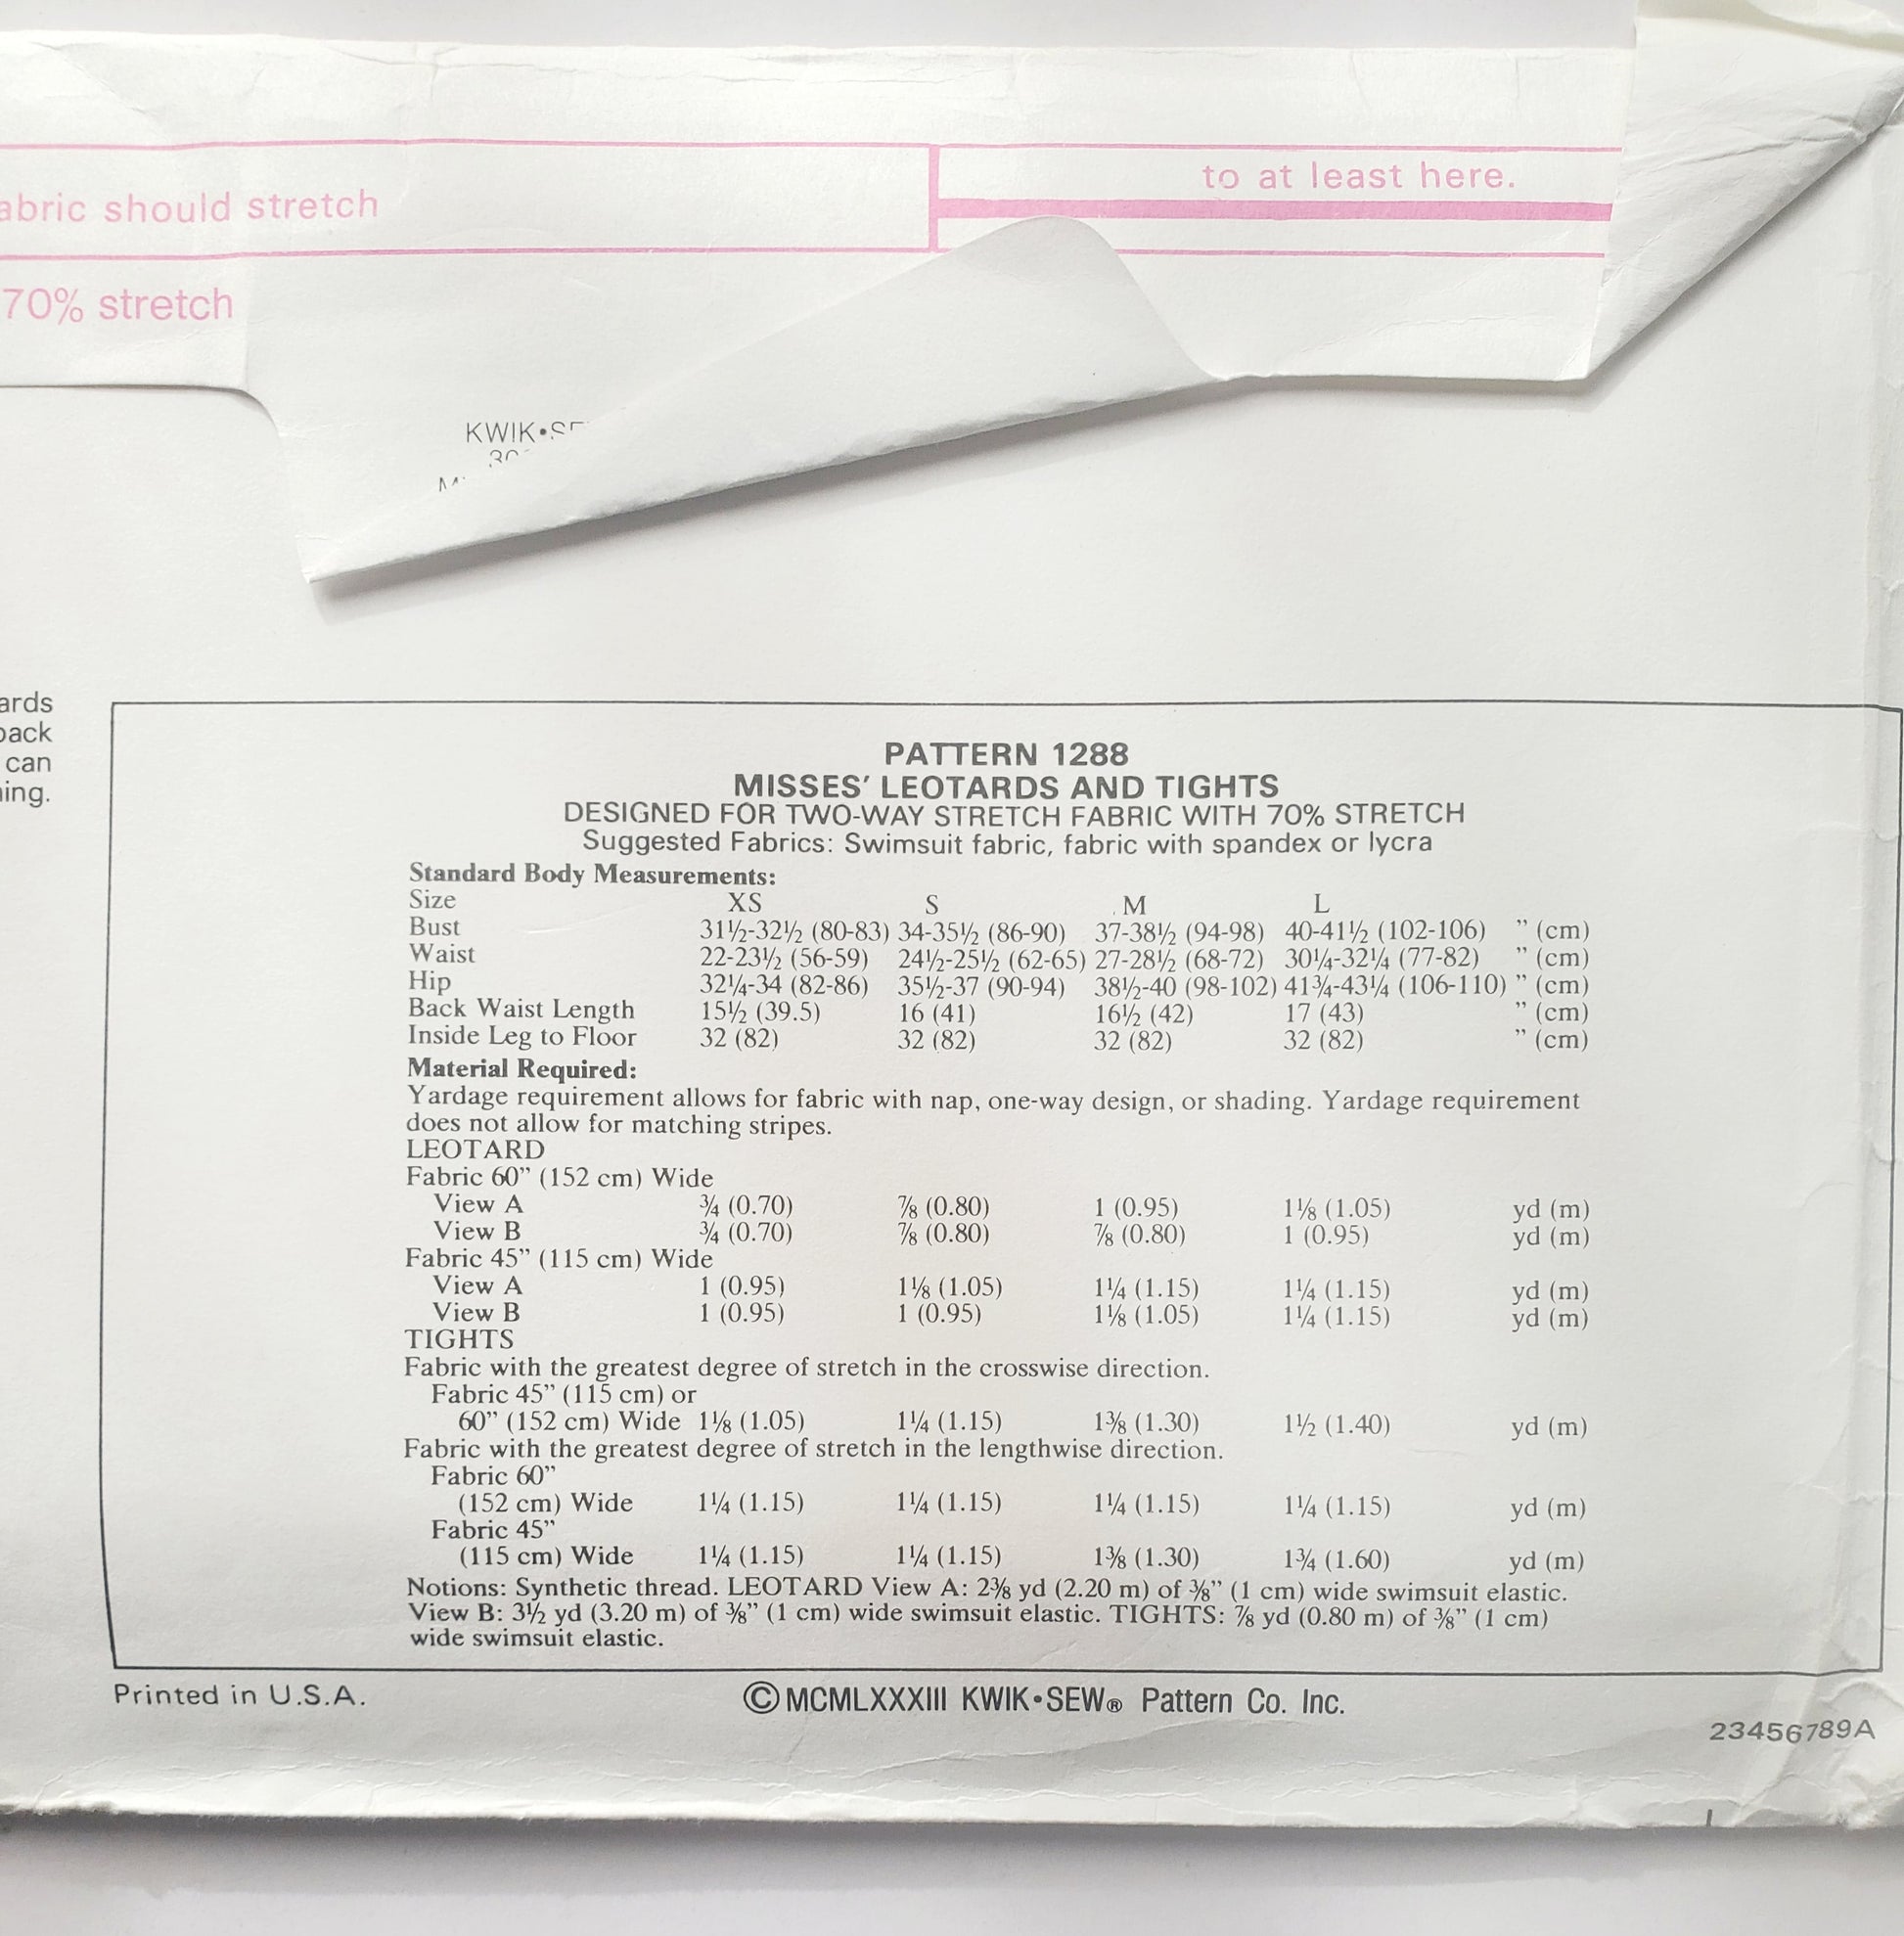 to at least here.
should stretch
70% stretch
KWIK•
can
PATTERN 1288
MISSES’ LEOTARDS AND TIGHTS
DESIGNED FOR TWO-WAY STRETCH FABRIC WITH 70% STRETCH
Suggested Fabrics: Swimsuit fabric, fabric with spandex or lycra
Standard Body Measurements:
Size XS S M L
Bust 31½-32½ (80-83) 34-35½ (86-90) 37-38½ (94-98) 40-41½ (102-106) ” (cm)
Waist 22-23½ (56-59) 24½-25½ (62-65) 27-28½ (68-72) 30¼-32¼ (77-82) ” (cm)
Hip 32¼-34 (82-86) 35½-37 (90-94) 38½-40 (98-102) 41¾-43¼ (106-110) ” (cm)
Back Waist Length 15½ (39.5) 16 (41) 16½ (42) 17 (43) ” (cm)
Inside Leg to Floor 32 (82) 32 (82) 32 (82) 32 (82) ” (cm)
Material Required:
Yardage requirement allows for fabric with nap, one-way design, or shading. Yardage requirement
does not allow for matching stripes.
LEOTARD
Fabric 60” (152 cm) Wide
View A ¾ (0.70) ⅞ (0.80) 1 (0.95) 1⅛ (1.05) yd (m)
View B ¾ (0.70) ⅞ (0.80) ⅞ (0.80) 1 (0.95) yd (m)
Fabric 45” (115 cm) Wide
View A 1 (0.95) 1⅛ (1.05) 1¼ (1.15) 1¼ (1.15) yd (m)
View B 1 (0.95) 1 (0.95) 1⅛ (1.05) 1¼ (1.15) yd (m)
TIGHTS
Fabric with the greatest degree of stretch in the crosswise direction.
Fabric 45” (115 cm) or
60” (152 cm) Wide 1⅛ (1.05) 1¼ (1.15) 1⅜ (1.30) 1½ (1.40) yd (m)
Fabric with the greatest degree of stretch in the lengthwise direction.
Fabric 60”
(152 cm) Wide 1¼ (1.15) 1¼ (1.15) 1¼ (1.15) 1¼ (1.15) yd (m)
Fabric 45”
(115 cm) Wide 1¼ (1.15) 1¼ (1.15) 1⅜ (1.30) 1¾ (1.60) yd (m)
Notions: Synthetic thread. LEOTARD View A: 2⅜ yd (2.20 m) of ⅜” (1 cm) wide swimsuit elastic.
View B: 3½ yd (3.20 m) of ⅜” (1 cm) wide swimsuit elastic. TIGHTS: ⅞ yd (0.80 m) of ⅜” (1 cm)
wide swimsuit elastic.
Printed in U.S.A.
© MCMLXXXIII KWIK•SEW® Pattern Co. Inc.
23456789A